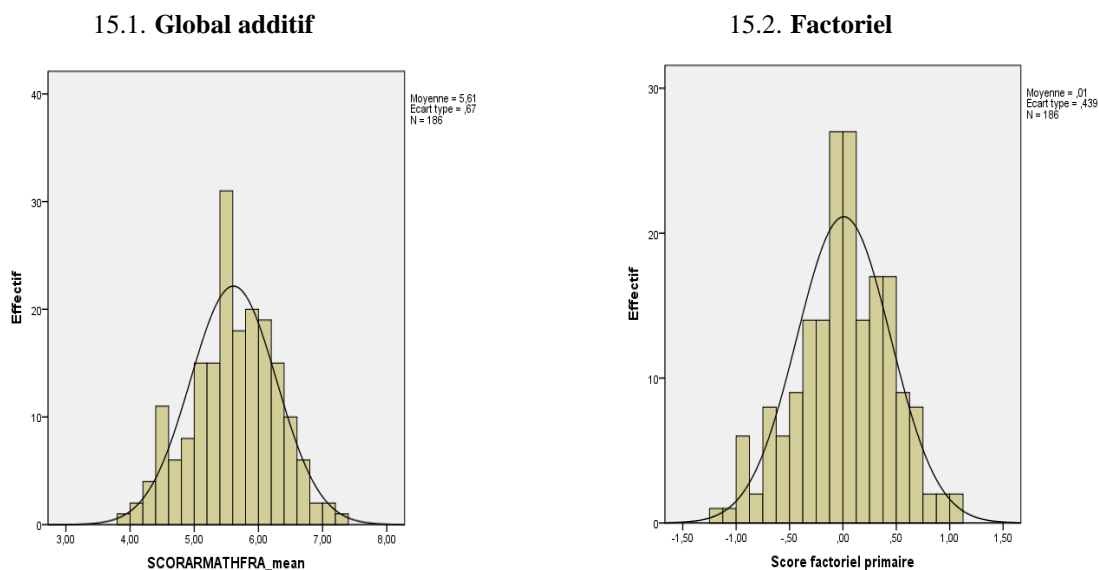 15.1. Global additif
40
30
20
10
0
Effectif
3,00 4,00 5,00 6,00 7,00 8,00
SCORARMATHFRA_mean
Moyenne = 5,61
Ecart type = ,67
N = 186
15.2. Factoriel
30
20
10
0
Effectif
-1,50 -1,00 -,50 ,00 ,50 1,00 1,50
Score factoriel primaire
Moyenne = ,01
Ecart type = ,439
N = 186